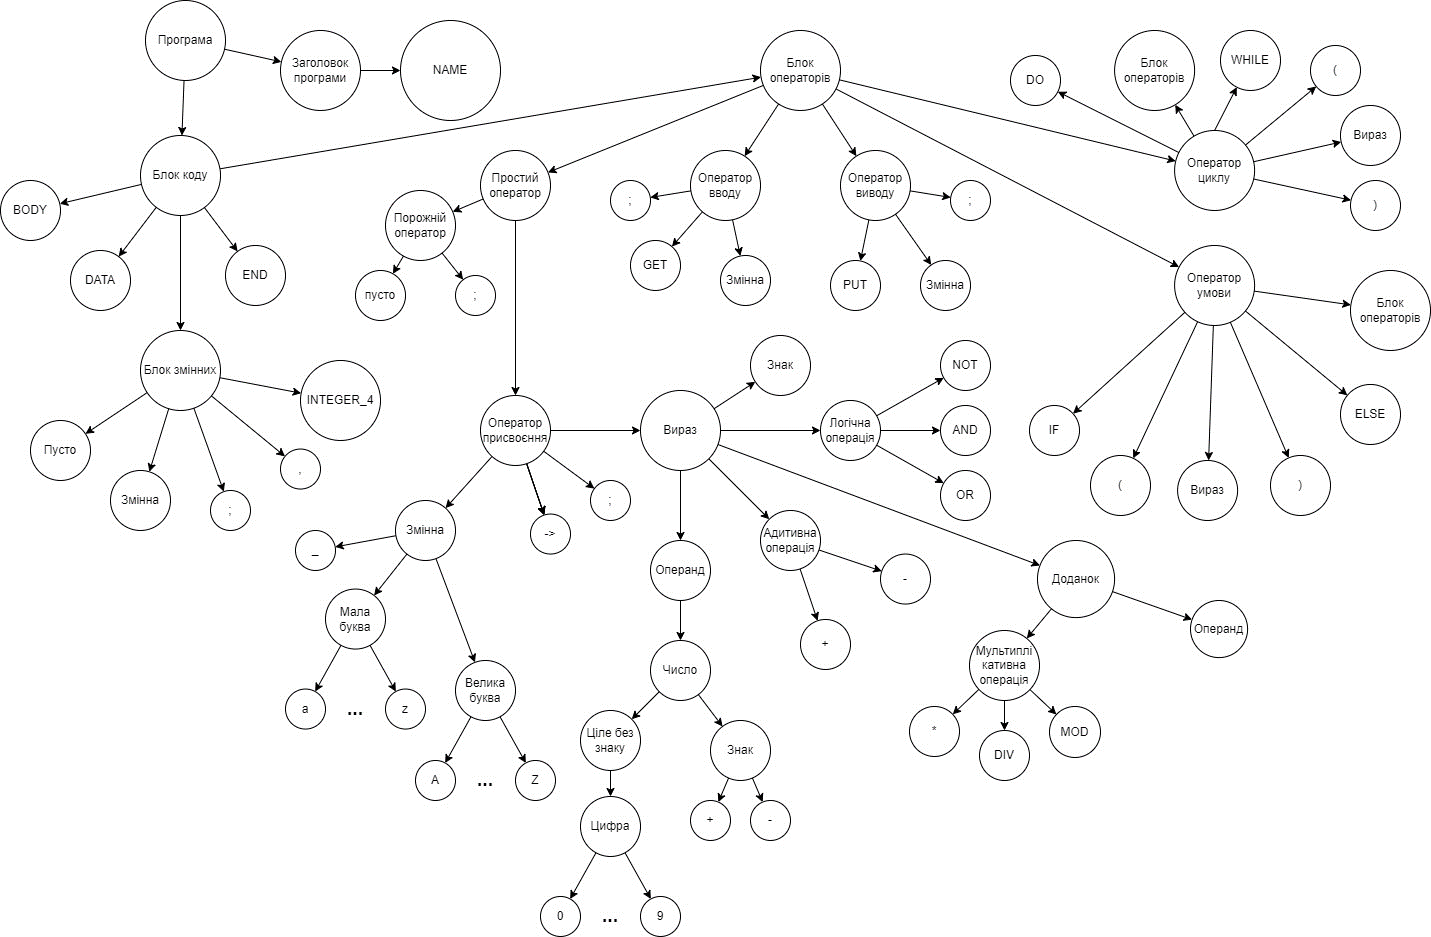 Програма
Заголовок
програми
NAME
Блок
операторів
DO
Блок
операторів
WHILE
(
Вираз
)
Оператор
циклу
Блок коду
BODY
DATA
END
Простий
оператор
Порожній
оператор
пусто
;
Оператор
вводу
;
GET
Змінна
Оператор
виводу
;
PUT
Змінна
Оператор
умови
Блок
операторів
IF
(
Вираз
)
ELSE
Блок змінних
INTEGER_4
Пусто
Змінна
;
,
Оператор
присвоєння
Вираз
Знак
Логічна
операція
NOT
AND
OR
Змінна
->
;
_
Мала
буква
a
...
z
Велика
буква
A
...
Z
Операнд
Адитивна
операція
-
+
Доданок
Операнд
Мультиплі
кативна
операція
*
DIV
MOD
Число
Ціле без
знаку
Знак
+
-
Цифра
0
...
9